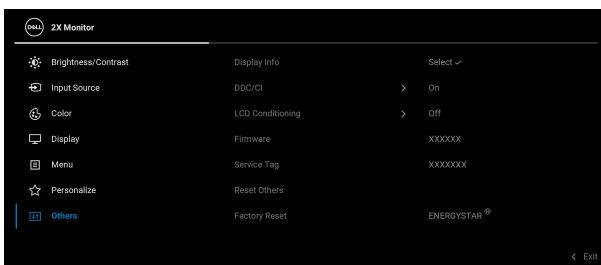 DELL 2X Monitor
Brightness/Contrast Display Info Select ✓
Input Source DDC/CI > On
Color LCD Conditioning > Off
Display Firmware XXXXXX
Menu Service Tag XXXXXXX
Personalize Reset Others
Others Factory Reset ENERGYSTAR ®
< Exit